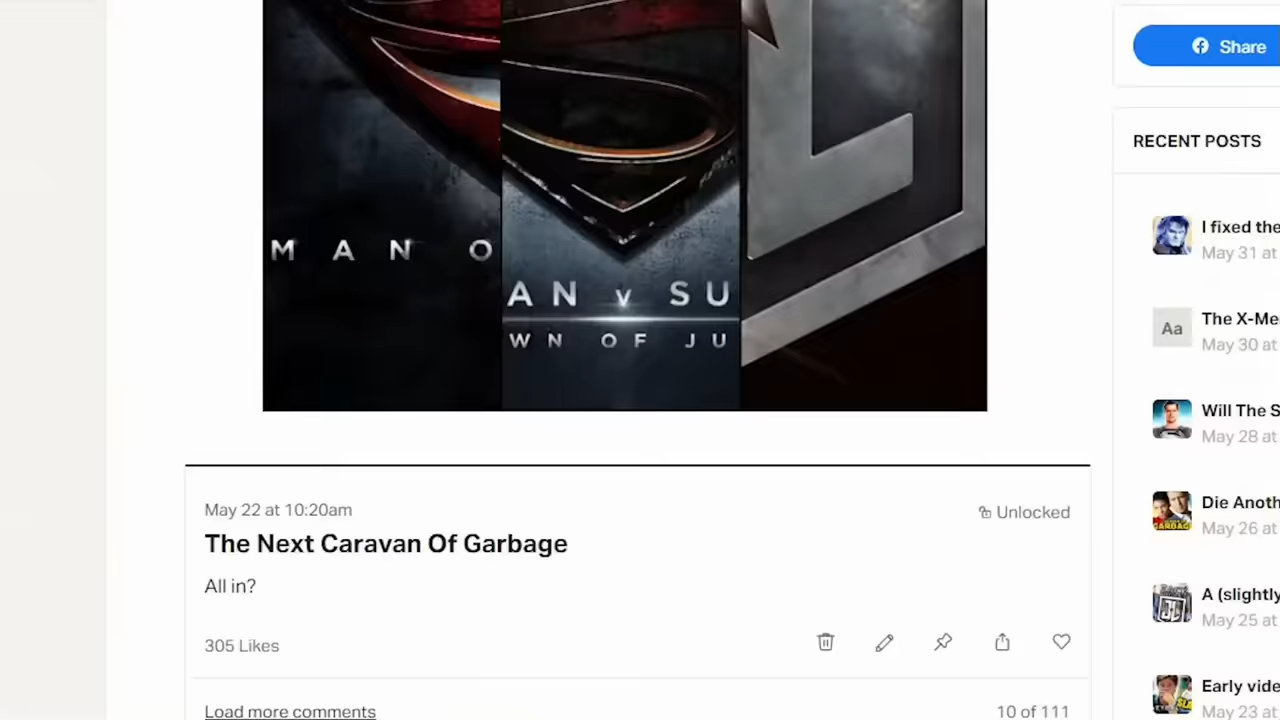 MAN O
AN v SU
WN OF JU
May 22 at 10:20am
Unlocked
The Next Caravan Of Garbage
All in?
305 Likes
Load more comments
10 of 111
Share
RECENT POSTS
I fixed the
May 31 at
Aa
The X-Me
May 30 at
Will The S
May 28 at
Die Anoth
May 26 at
A (slightly
May 25 at
Early vide
May 23 at